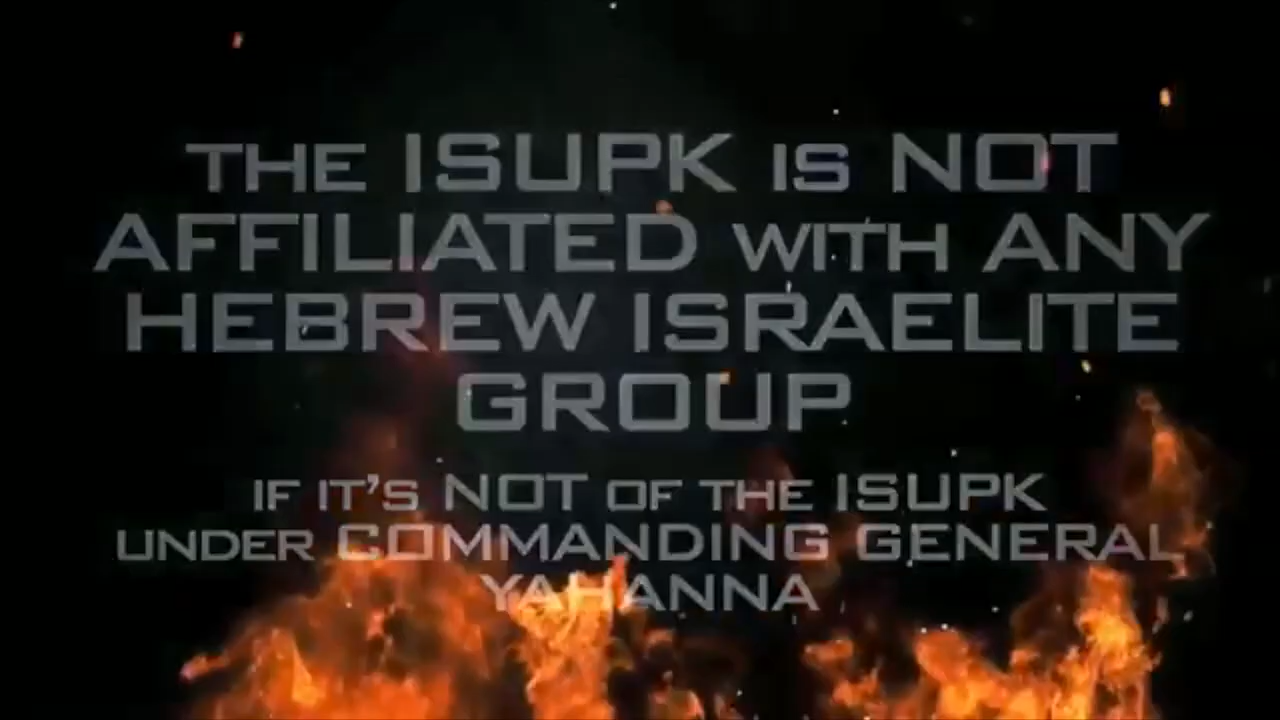 THE ISUPK IS NOT
AFFILIATED WITH ANY
HEBREW ISRAELITE
GROUP
IF IT'S NOT OF THE ISUPK
UNDER COMMANDING GENERAL
YAHANNA